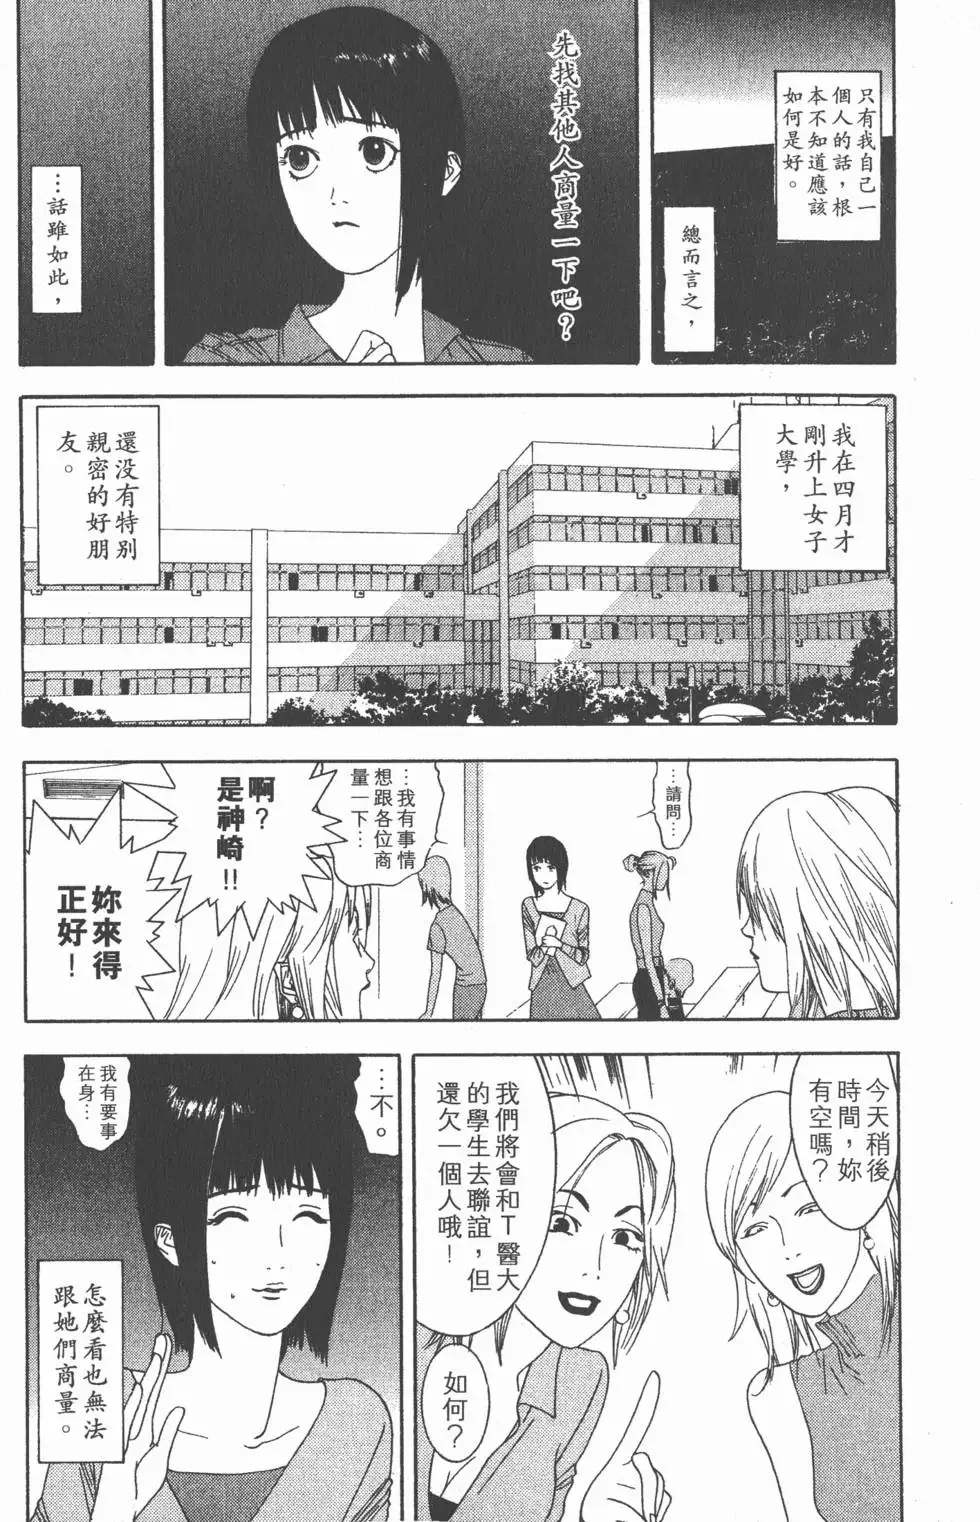 只有我自己一
個人的話，根
本不知道應該
如何是好。
總而言之，
先找其他人商量一下吧？
…話雖如此，
我在四月才
剛升上女子
大學，
還没有特別
親密的好朋
友。
…請問…
…我有事情
想跟各位商
量一下…
啊？
是神崎!!
妳來得
正好！
今天稍後
時間，妳
有空嗎？
我們將會和T醫大
的學生去聯誼，但
還欠一個人哦！
如何？
…不。
我有要事
在身…
怎麼看也無法
跟她們商量。